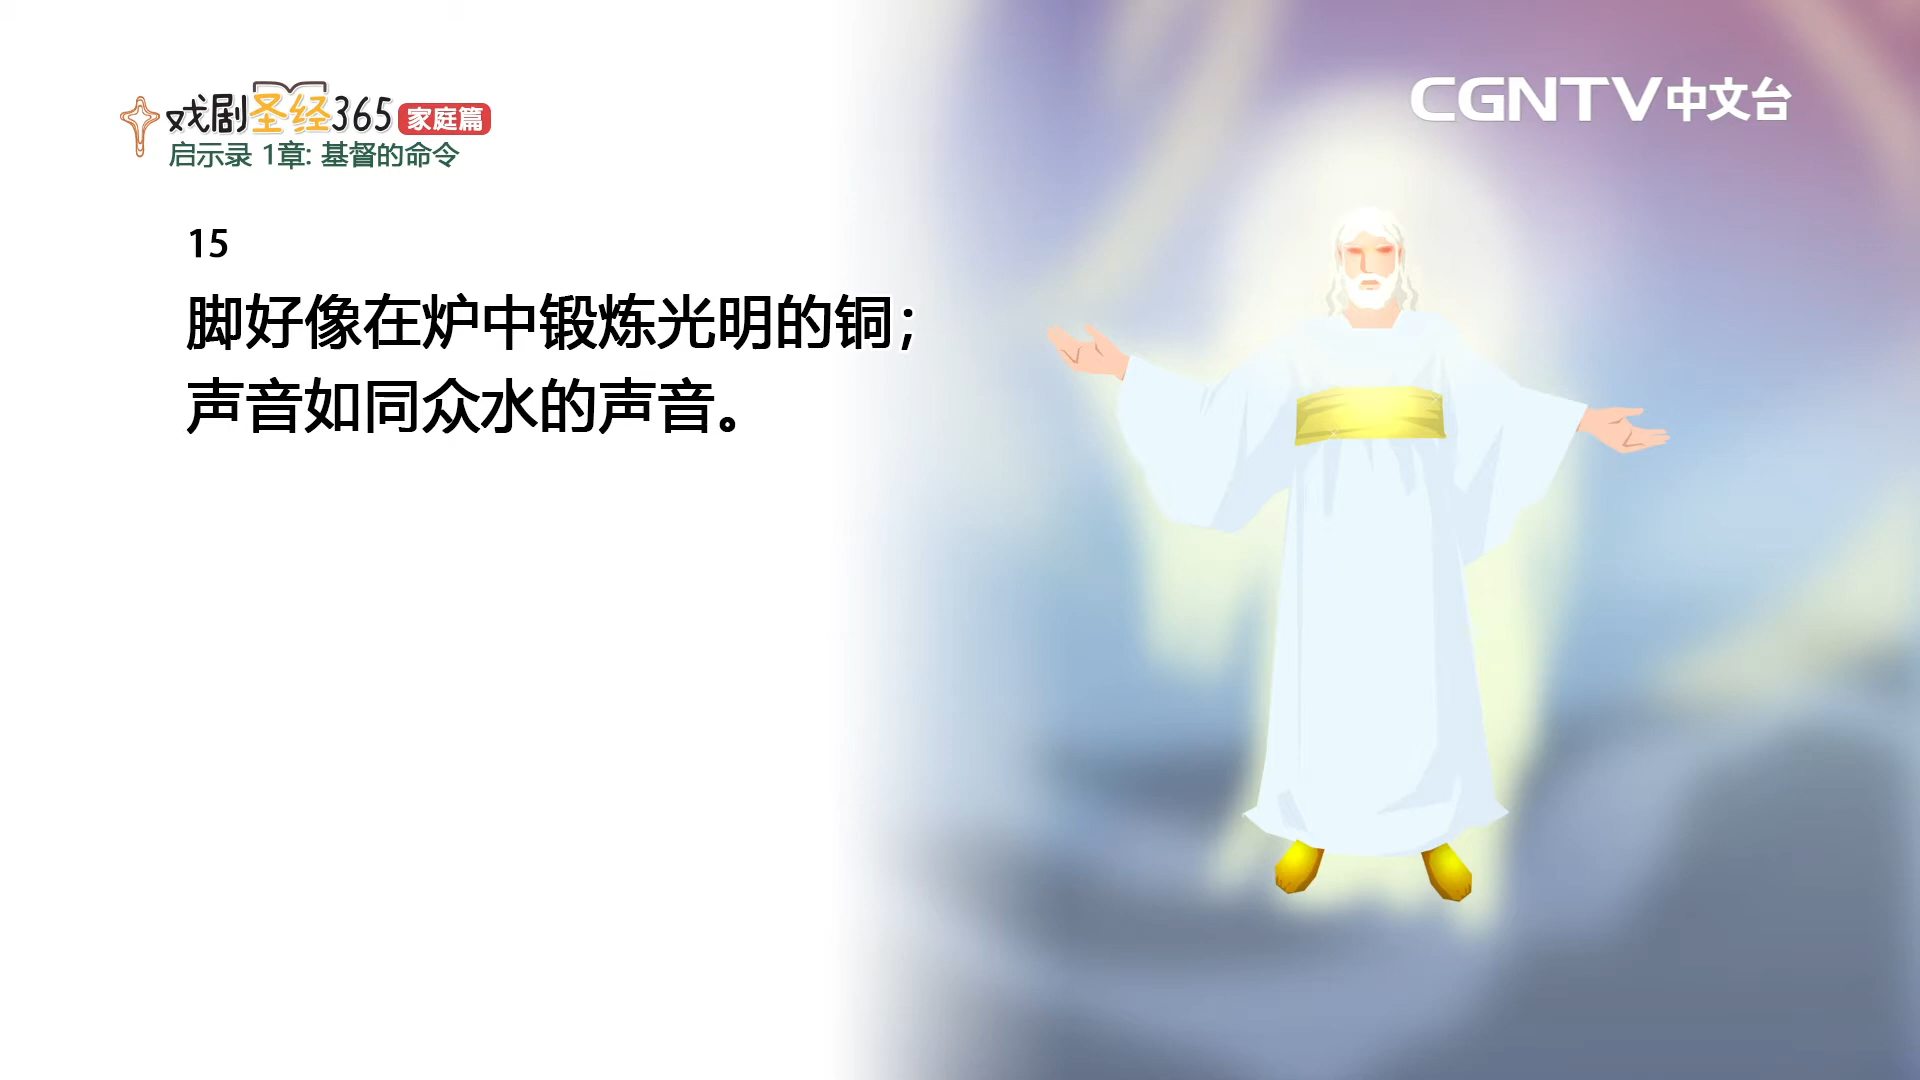 戏剧圣经365 家庭篇
启示录 1章: 基督的命令
CGNTV中文台
15
脚好像在炉中锻炼光明的铜;
声音如同众水的声音。